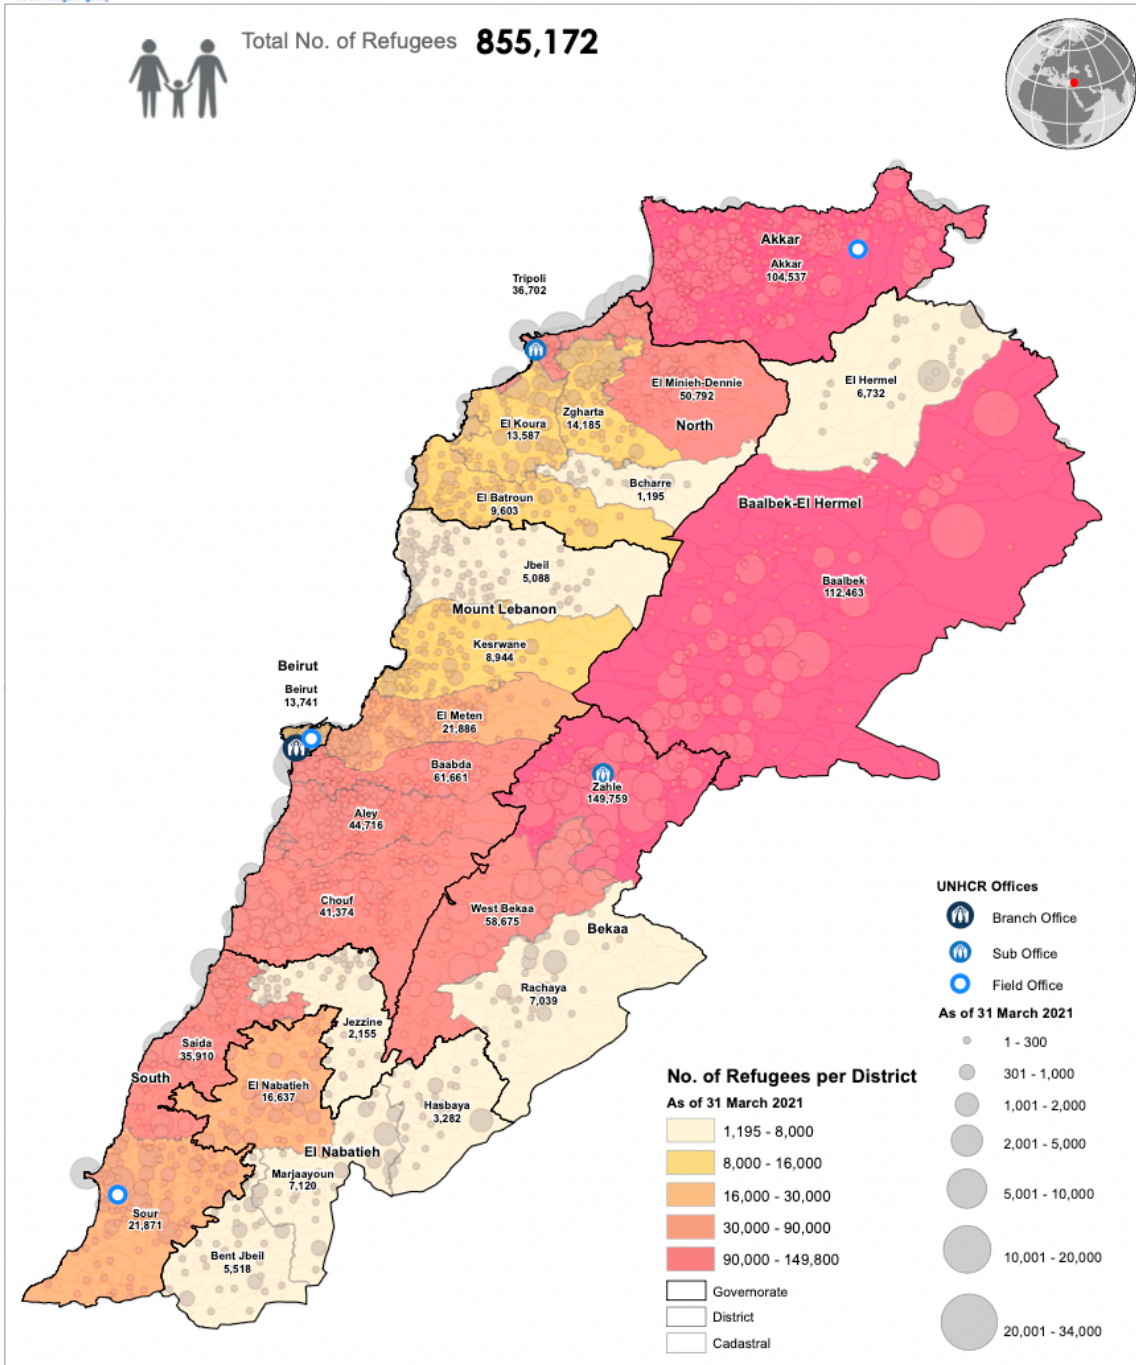 Total No. of Refugees 855,172
Akkar
Akkar
104,537
Tripoli
36,702
El Hermel
6,732
El Minieh-Dennie
50,792
North
Zgharta
14,185
El Koura
13,587
Bcharre
1,195
El Batroun
9,603
Baalbek-El Hermel
Jbeil
5,088
Baalbek
112,463
Mount Lebanon
Kesrwane
8,944
Beirut
Beirut
13,741
El Meten
21,886
Baabda
61,661
Zahle
149,759
Aley
44,716
Chouf
41,374
West Bekaa
58,675
Bekaa
Rachaya
7,039
Jezzine
2,155
Saida
35,910
South
El Nabatieh
16,637
Hasbaya
3,282
El Nabatieh
Marjaayoun
7,120
Sour
21,871
Bent Jbeil
5,518
UNHCR Offices
Branch Office
Sub Office
Field Office
As of 31 March 2021
1 - 300
301 - 1,000
1,001 - 2,000
2,001 - 5,000
5,001 - 10,000
10,001 - 20,000
20,001 - 34,000
No. of Refugees per District
As of 31 March 2021
1,195 - 8,000
8,000 - 16,000
16,000 - 30,000
30,000 - 90,000
90,000 - 149,800
Governorate
District
Cadastral